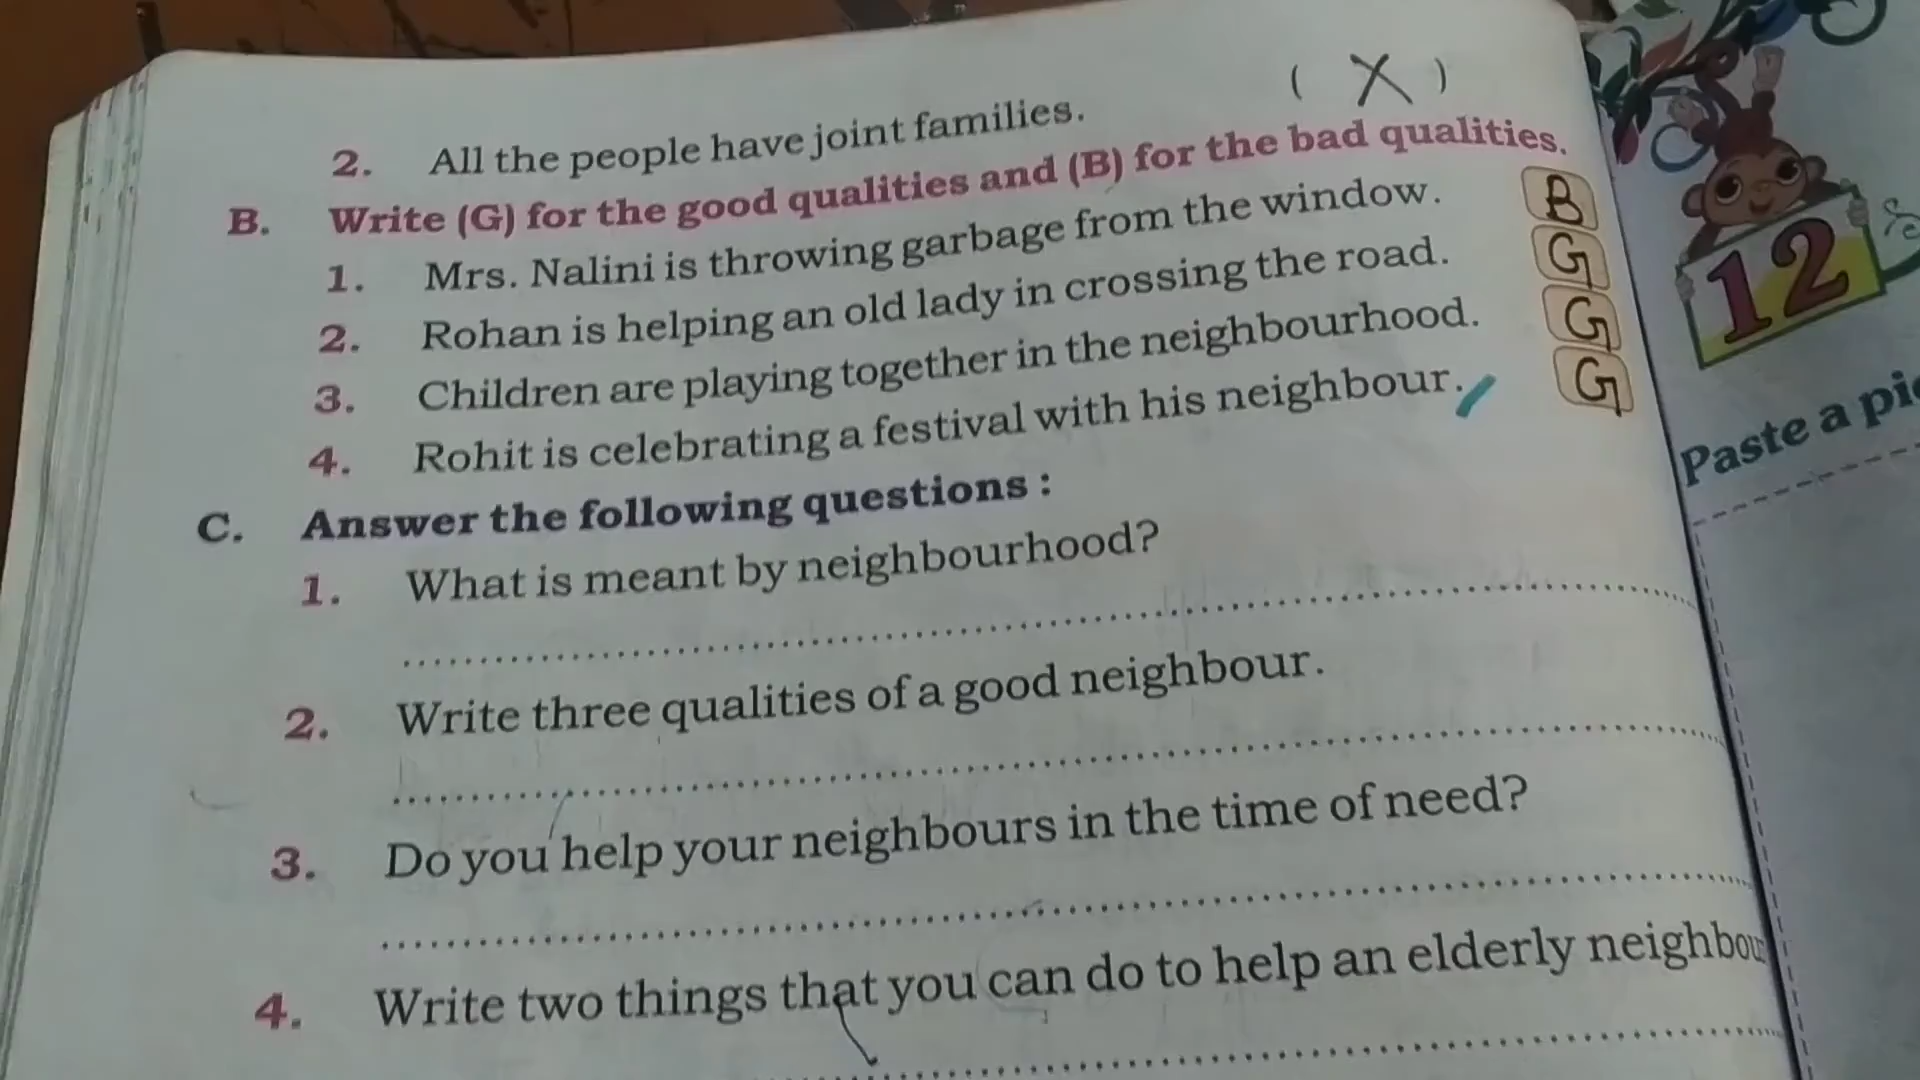 ( X )
2. All the people have joint families.
B. Write (G) for the good qualities and (B) for the bad qualities.
1. Mrs. Nalini is throwing garbage from the window. B
2. Rohan is helping an old lady in crossing the road. G
3. Children are playing together in the neighbourhood. G
4. Rohit is celebrating a festival with his neighbour. G
C. Answer the following questions :
1. What is meant by neighbourhood?
2. Write three qualities of a good neighbour.
3. Do you help your neighbours in the time of need?
4. Write two things that you can do to help an elderly neighbou
12
Paste a pi